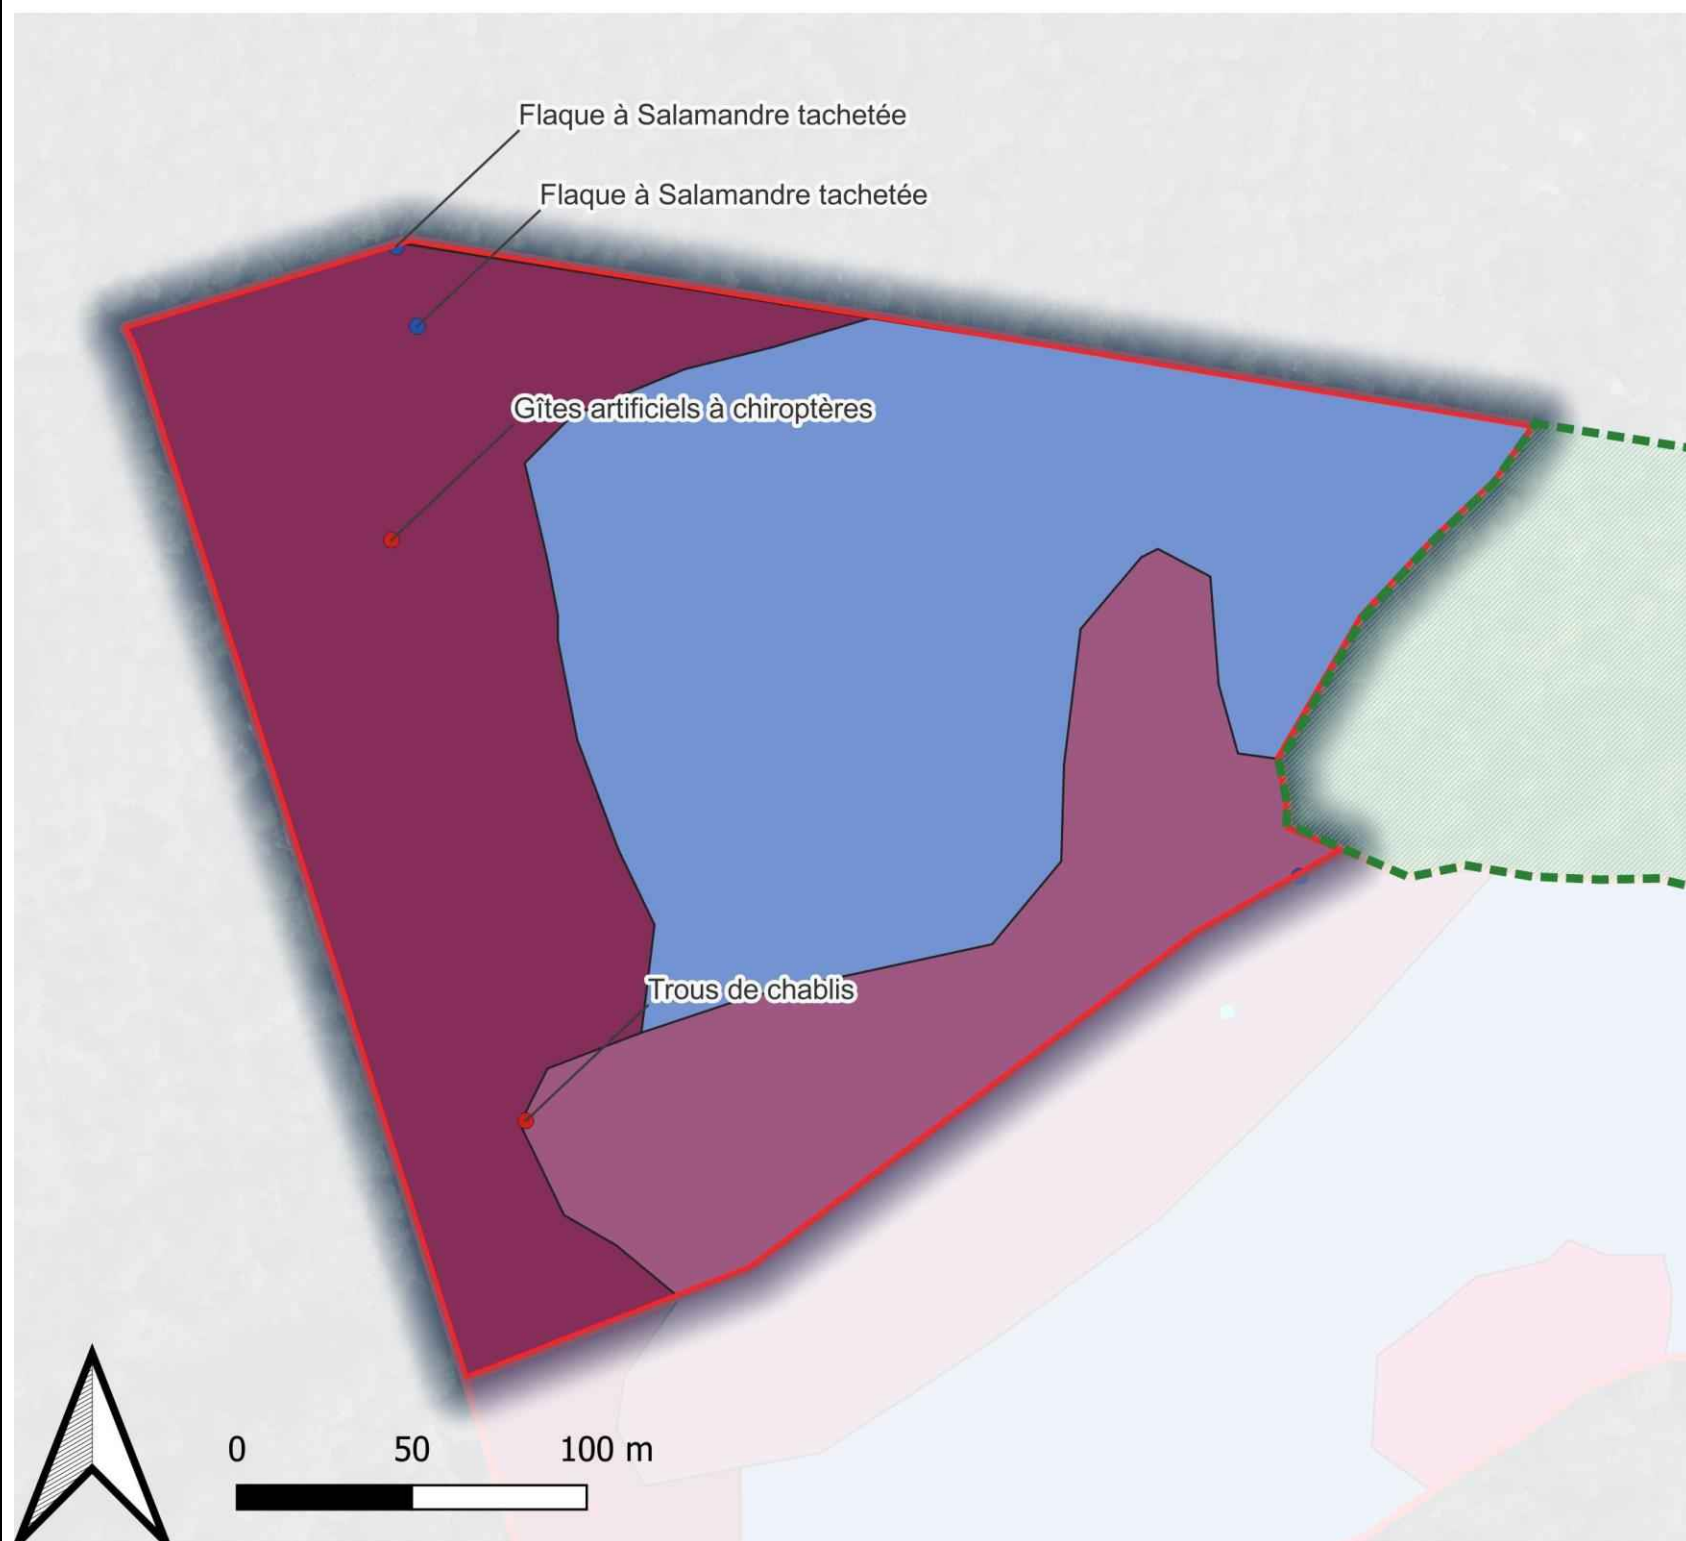 Flaque à Salamandre tachetée
Flaque à Salamandre tachetée
Gîtes artificiels à chiroptères
Trous de chablis
0 50 100 m